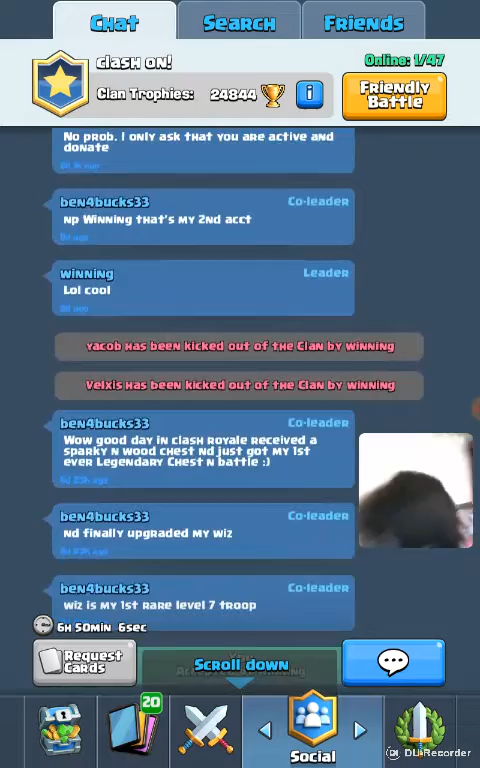 Chat
Search
Friends
clash on!
Online: 1/47
Clan Trophies:
24844
i
Friendly
Battle
No prob. I only ask that you are active and
donate
ben4bucks33
Co-leader
np Winning that's my 2nd acct
winning
Leader
Lol cool
yacob has been kicked out of the Clan by winning
Velxis has been kicked out of the Clan by winning
ben4bucks33
Co-leader
Wow good day in clash royale received a
sparky n wood chest nd just got my 1st
ever Legendary Chest n battle :)
ben4bucks33
Co-leader
nd finally upgraded my wiz
ben4bucks33
Co-leader
wiz is my 1st rare level 7 troop
6h 50min 6sec
Request
Cards
Scroll down
20
Social
DU Recorder